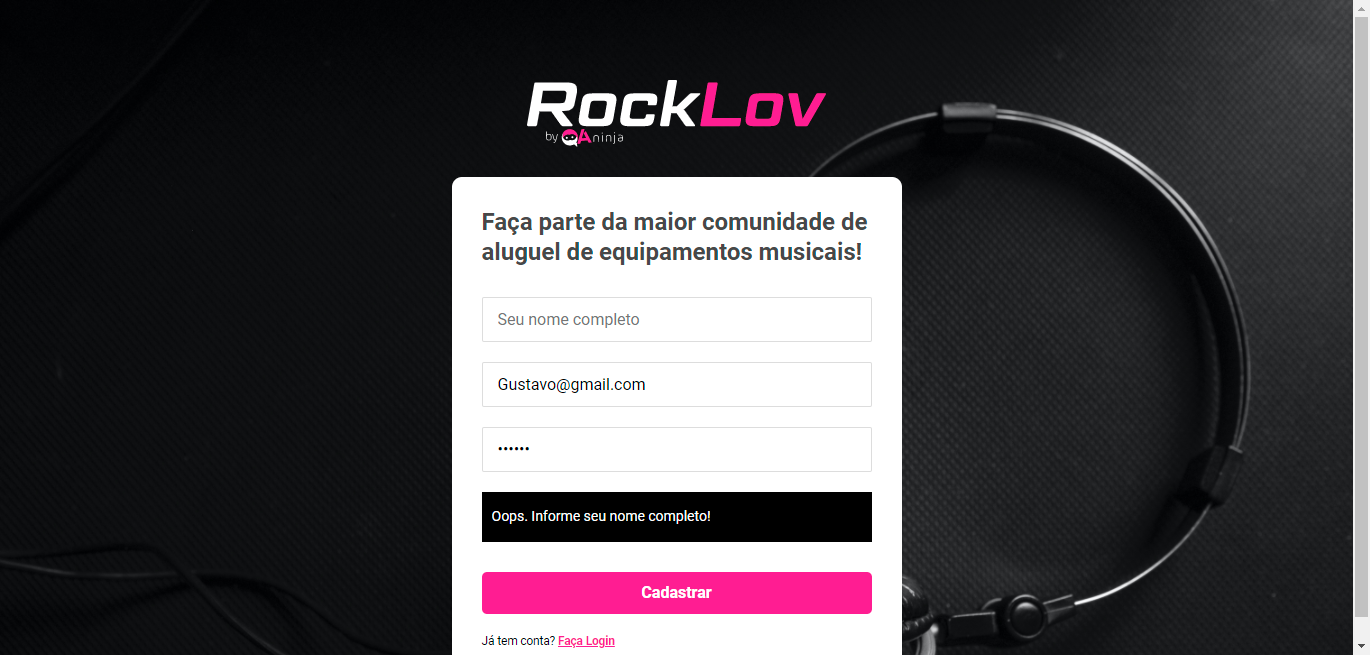 RockLov
by QAninja
Faça parte da maior comunidade de
aluguel de equipamentos musicais!
Seu nome completo
Gustavo@gmail.com
••••••
Oops. Informe seu nome completo!
Cadastrar
Já tem conta? Faça Login